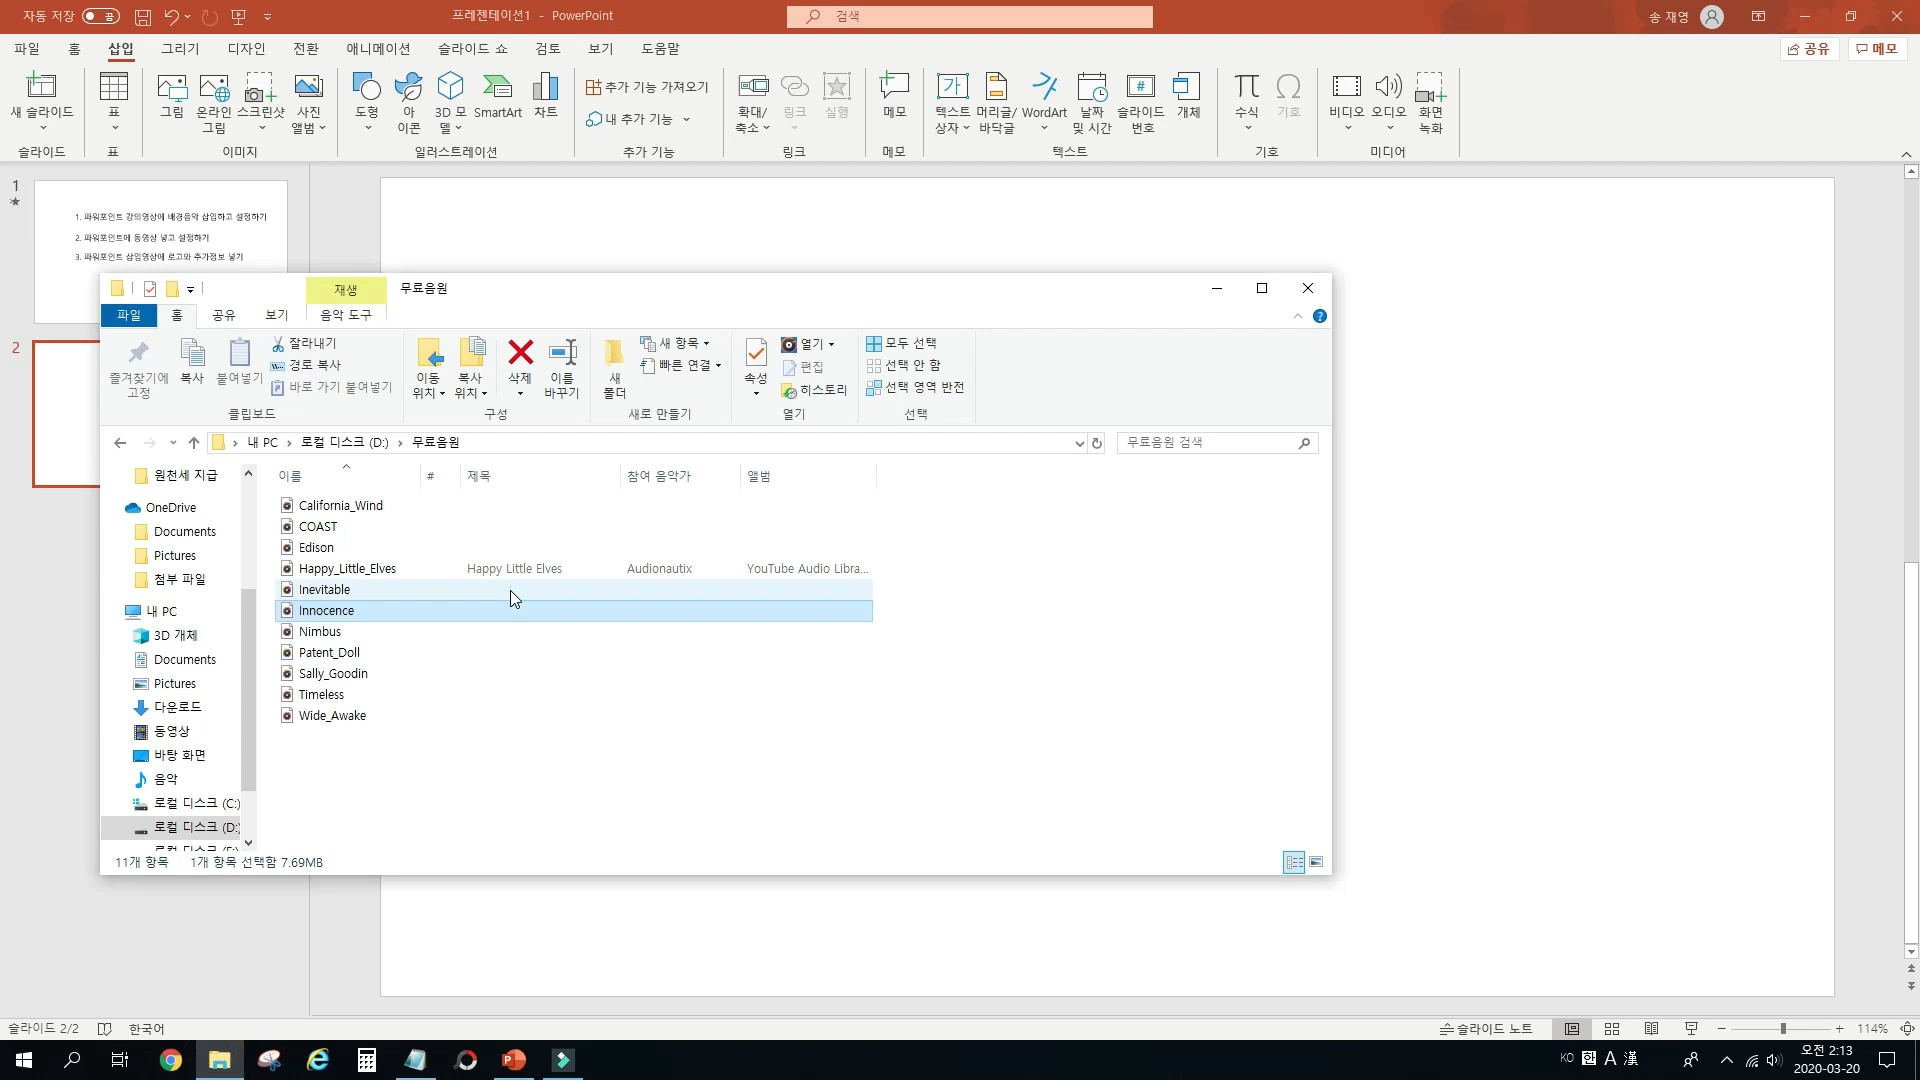 자동 저장 끔
프레젠테이션1 - PowerPoint
검색
송 재영
파일 홈 삽입 그리기 디자인 전환 애니메이션 슬라이드 쇼 검토 보기 도움말
공유 메모
새 슬라이드
표
그림
온라인 그림
스크린샷
사진 앨범
도형
아이콘
3D 모델
SmartArt
차트
추가 기능 가져오기
내 추가 기능
확대/축소
링크
실행
메모
텍스트 상자
머리글/바닥글
WordArt
날짜 및 시간
슬라이드 번호
개체
수식
기호
비디오
오디오
화면 녹화
슬라이드 표 이미지 일러스트레이션 추가 기능 링크 메모 텍스트 기호 미디어
1
1. 파워포인트 강의영상에 배경음악 삽입하고 설정하기
2. 파워포인트에 동영상 넣고 설정하기
3. 파워포인트 삽입영상에 로고와 추가정보 넣기
2
재생
무료음원
파일 홈 공유 보기 음악 도구
즐겨찾기에 고정
복사
붙여넣기
잘라내기
경로 복사
바로 가기 붙여넣기
이동 위치
복사 위치
삭제
이름 바꾸기
새 폴더
새 항목
빠른 연결
속성
열기
편집
히스토리
모두 선택
선택 안 함
선택 영역 반전
클립보드 구성 새로 만들기 열기 선택
내 PC 로컬 디스크 (D:) 무료음원
무료음원 검색
원천세 지급
OneDrive
Documents
Pictures
첨부 파일
내 PC
3D 개체
Documents
Pictures
다운로드
동영상
바탕 화면
음악
로컬 디스크 (C:)
로컬 디스크 (D:)
이름 # 제목 참여 음악가 앨범
California_Wind
COAST
Edison
Happy_Little_Elves Happy Little Elves Audionautix YouTube Audio Libra...
Inevitable
Innocence
Nimbus
Patent_Doll
Sally_Goodin
Timeless
Wide_Awake
11개 항목 1개 항목 선택함 7.69MB
슬라이드 2/2 한국어
슬라이드 노트
114%
KO 한 A 漢
오전 2:13
2020-03-20